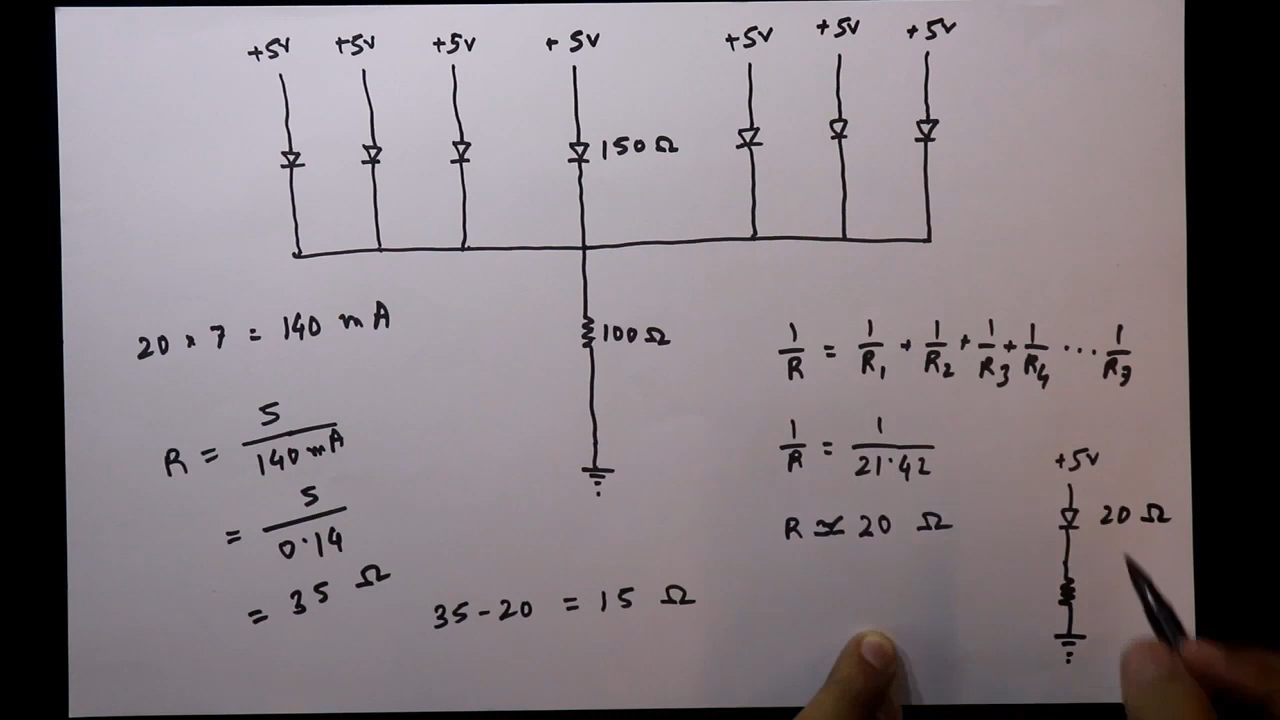 +5V +5V +5V +5V +5V +5V +5V
150 Ω
100 Ω
20 × 7 = 140 mA
R = 5 / 140 mA
= 5 / 0.14
= 35 Ω
35 - 20 = 15 Ω
1/R = 1/R1 + 1/R2 + 1/R3 + 1/R4 ... 1/R7
1/R = 1/21.42
R ≃ 20 Ω
+5V
20 Ω